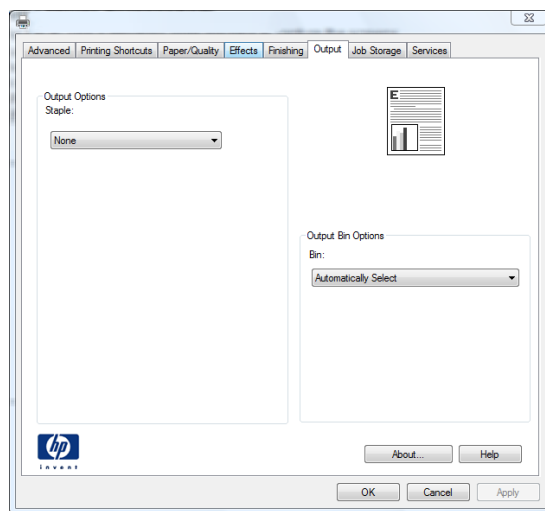 Advanced Printing Shortcuts Paper/Quality Effects Finishing Output Job Storage Services
Output Options
Staple:
None
E
Output Bin Options
Bin:
Automatically Select
hp
invent
About... Help
OK Cancel Apply